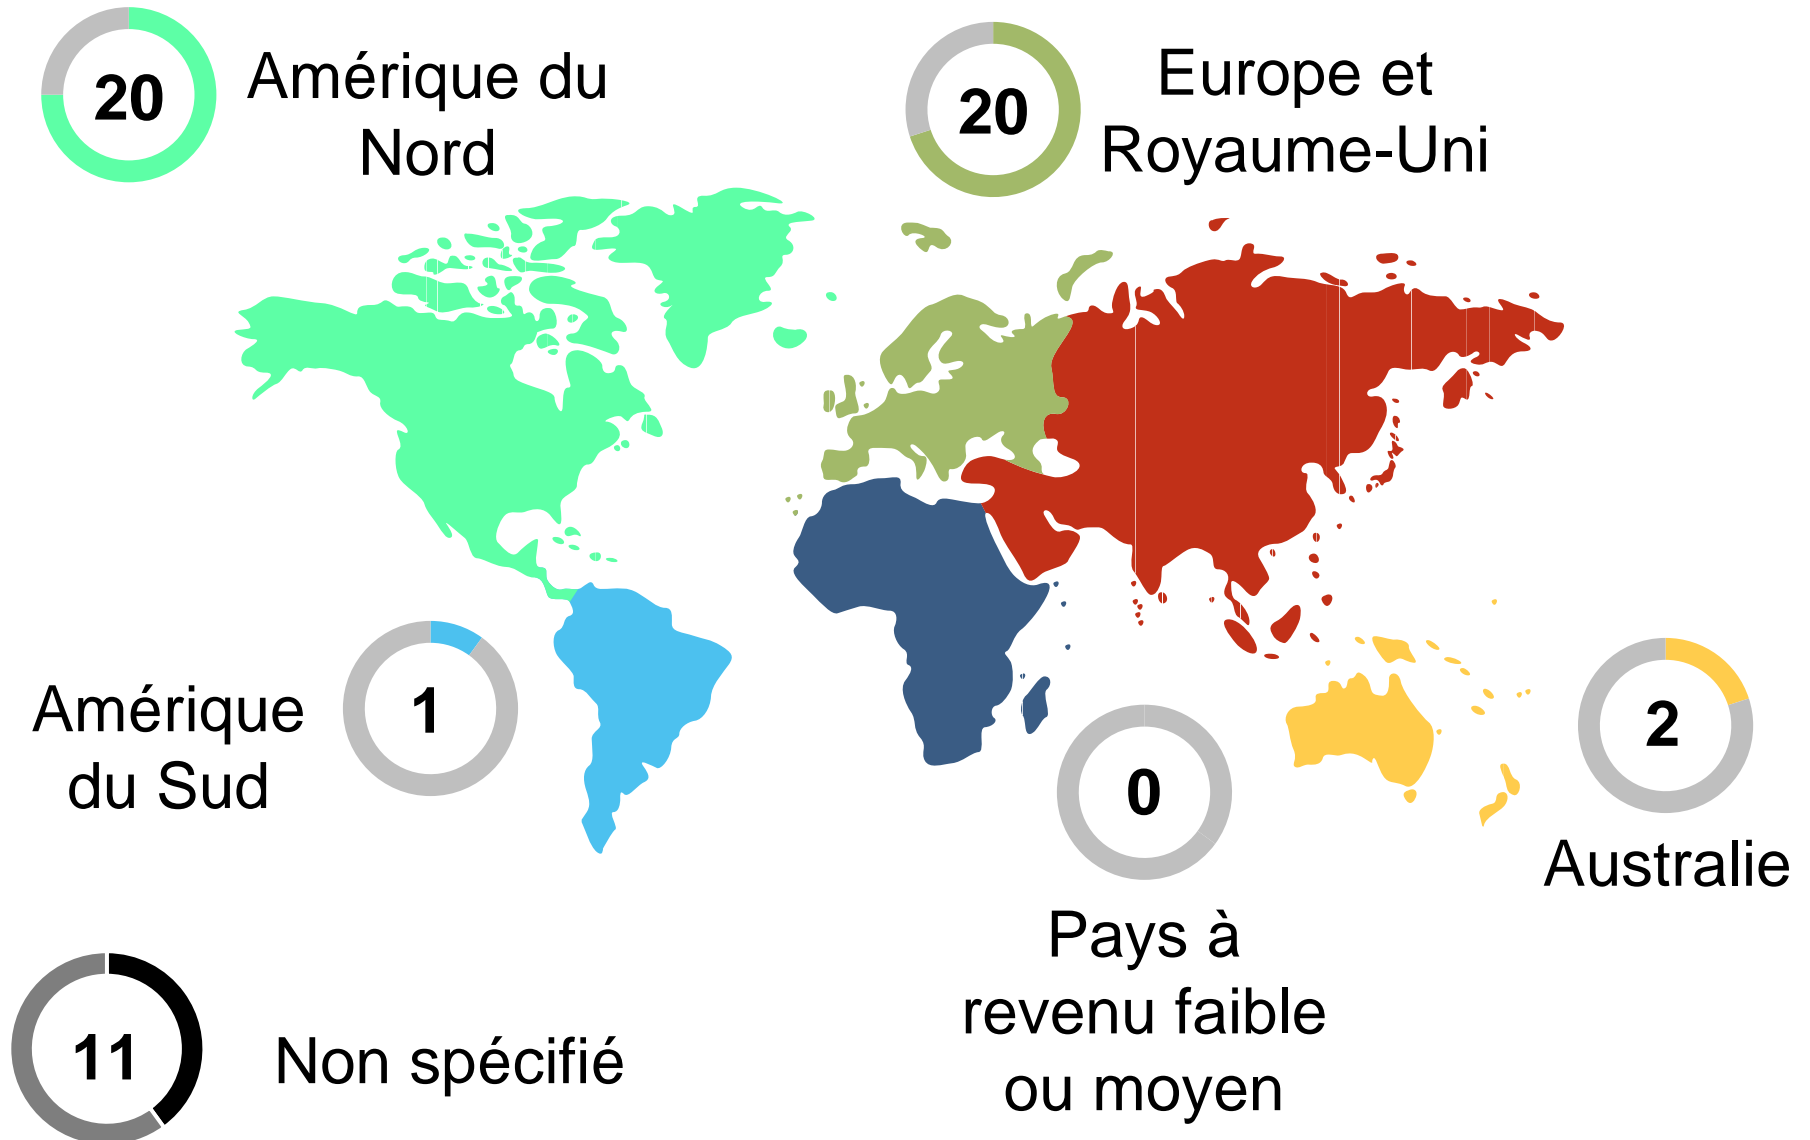 20
Amérique du
Nord
20
Europe et
Royaume-Uni
Amérique
du Sud
1
0
Pays à
revenu faible
ou moyen
2
Australie
11
Non spécifié